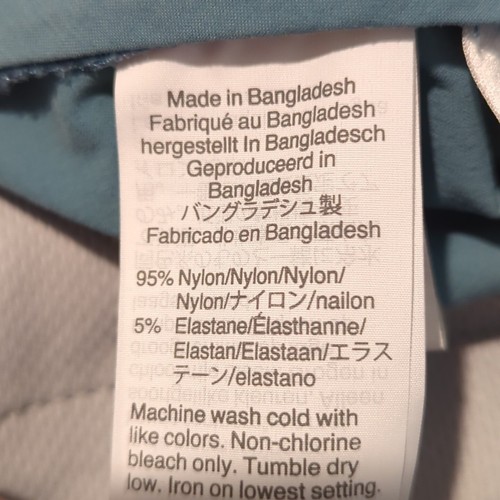 Made in Bangladesh
Fabriqué au Bangladesh
hergestellt In Bangladesch
Geproduceerd in
Bangladesh
バングラデシュ製
Fabricado en Bangladesh
95% Nylon/Nylon/Nylon/
Nylon/ナイロン/nailon
5% Elastane/Élasthanne/
Elastan/Elastaan/エラス
テーン/elastano
Machine wash cold with
like colors. Non-chlorine
bleach only. Tumble dry
low. Iron on lowest setting.